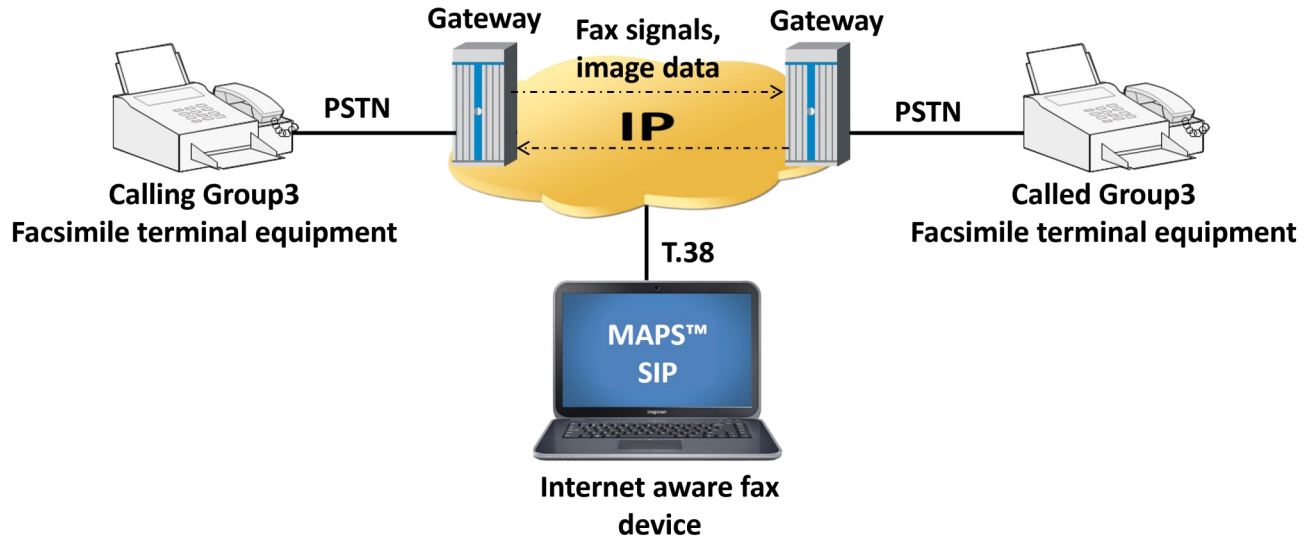 Gateway
Fax signals,
image data
Gateway
PSTN
IP
PSTN
Calling Group3
Facsimile terminal equipment
Called Group3
Facsimile terminal equipment
T.38
MAPS™
SIP
inspiron
Internet aware fax
device